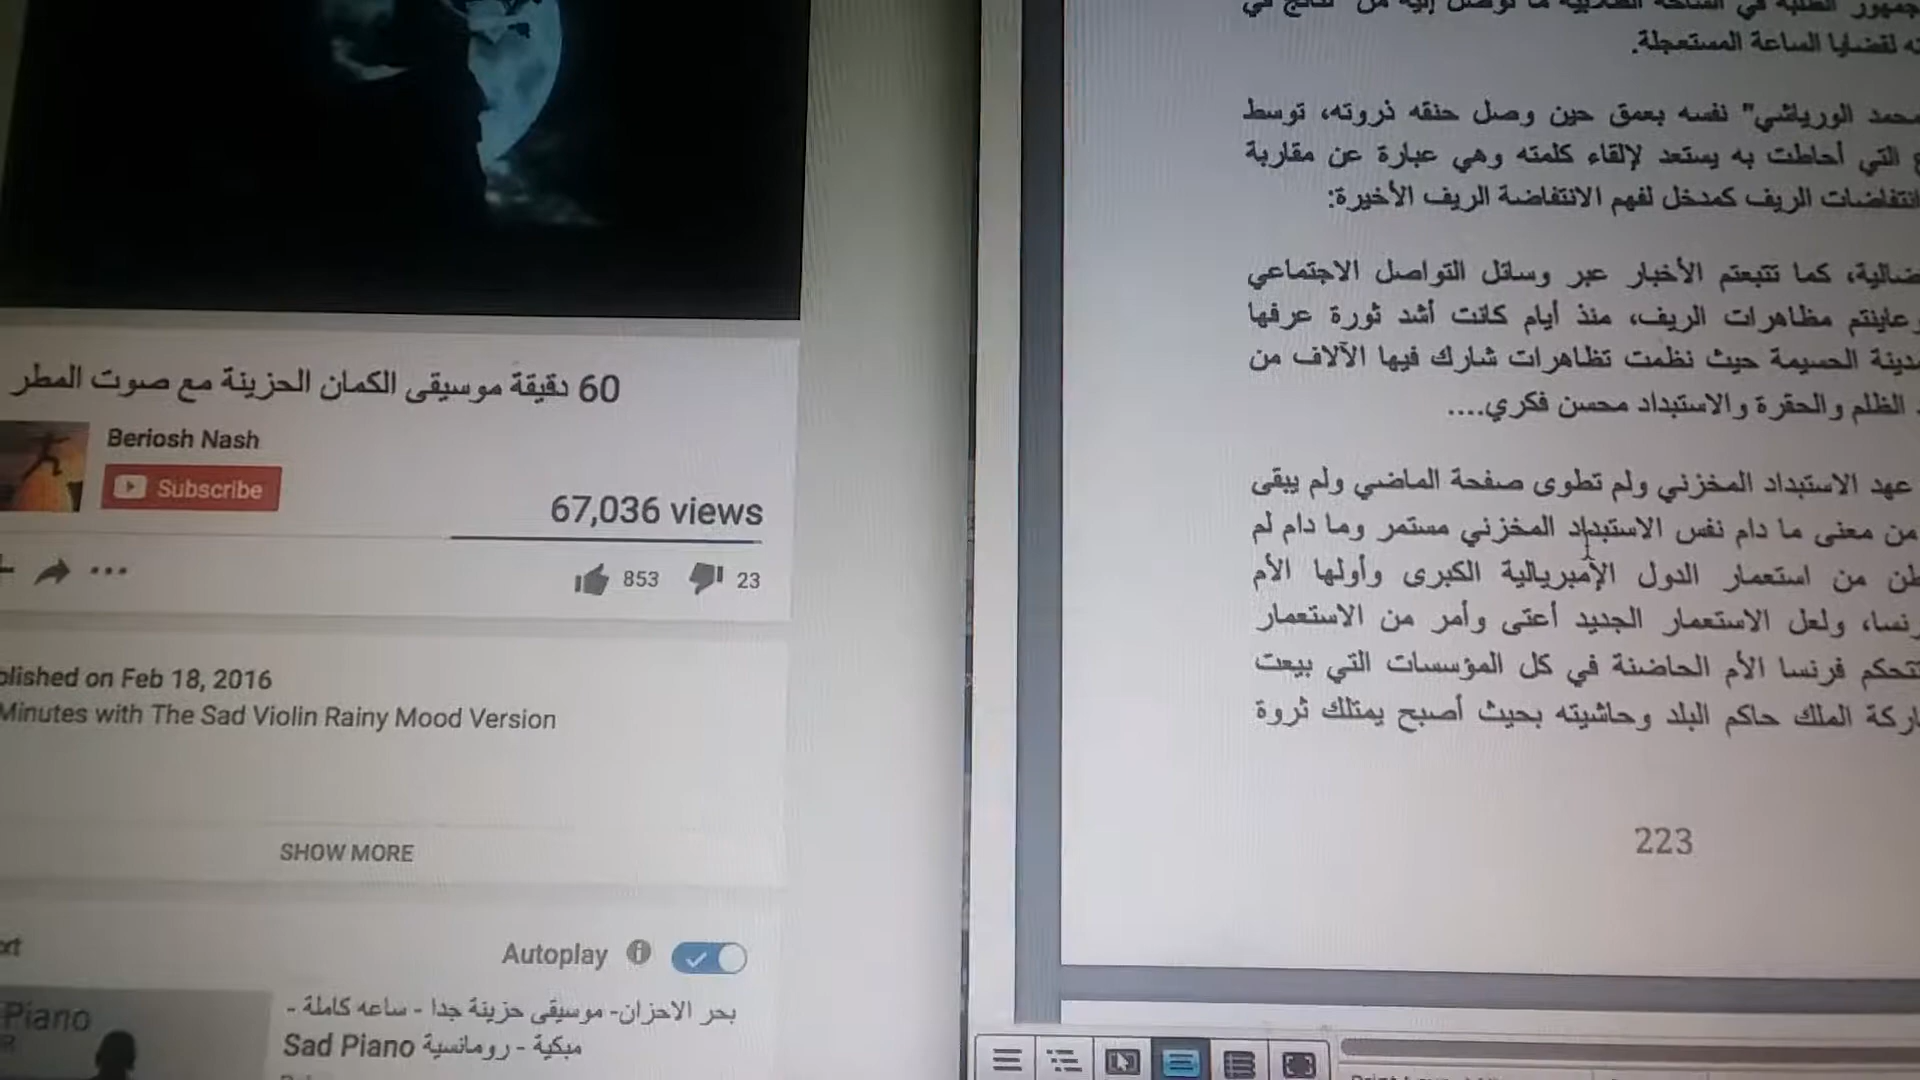 60 دقيقة موسيقى الكمان الحزينة مع صوت المطر
Beriosh Nash
Subscribe
67,036 views
853
23
blished on Feb 18, 2016
Minutes with The Sad Violin Rainy Mood Version
SHOW MORE
Autoplay
Piano
بحر الاحزان- موسيقى حزينة جدا - ساعه كاملة -
مبكية - رومانسية Sad Piano
لقضايا الساعة المستعجلة.
الورياشي" نفسه بعمق حين وصل حنقه ذروته، توسط
التي أحاطت به يستعد لإلقاء كلمته وهي عبارة عن مقاربة
الريف كمدخل لفهم الانتفاضة الريف الأخيرة:
كما تتبعتم الأخبار عبر وسائل التواصل الاجتماعي
مظاهرات الريف، منذ أيام كانت أشد ثورة عرفها
الحسيمة حيث نظمت تظاهرات شارك فيها الآلاف من
الظلم والحقرة والاستبداد محسن فكري....
عهد الاستبداد المخزني ولم تطوى صفحة الماضي ولم يبقى
من معنى ما دام نفس الاستبداد المخزني مستمر وما دام لم
من استعمار الدول الإمبريالية الكبرى وأولها الأم
ولعل الاستعمار الجديد أعتى وأمر من الاستعمار
تتحكم فرنسا الأم الحاضنة في كل المؤسسات التي بيعت
الملك حاكم البلد وحاشيته بحيث أصبح يمتلك ثروة
223